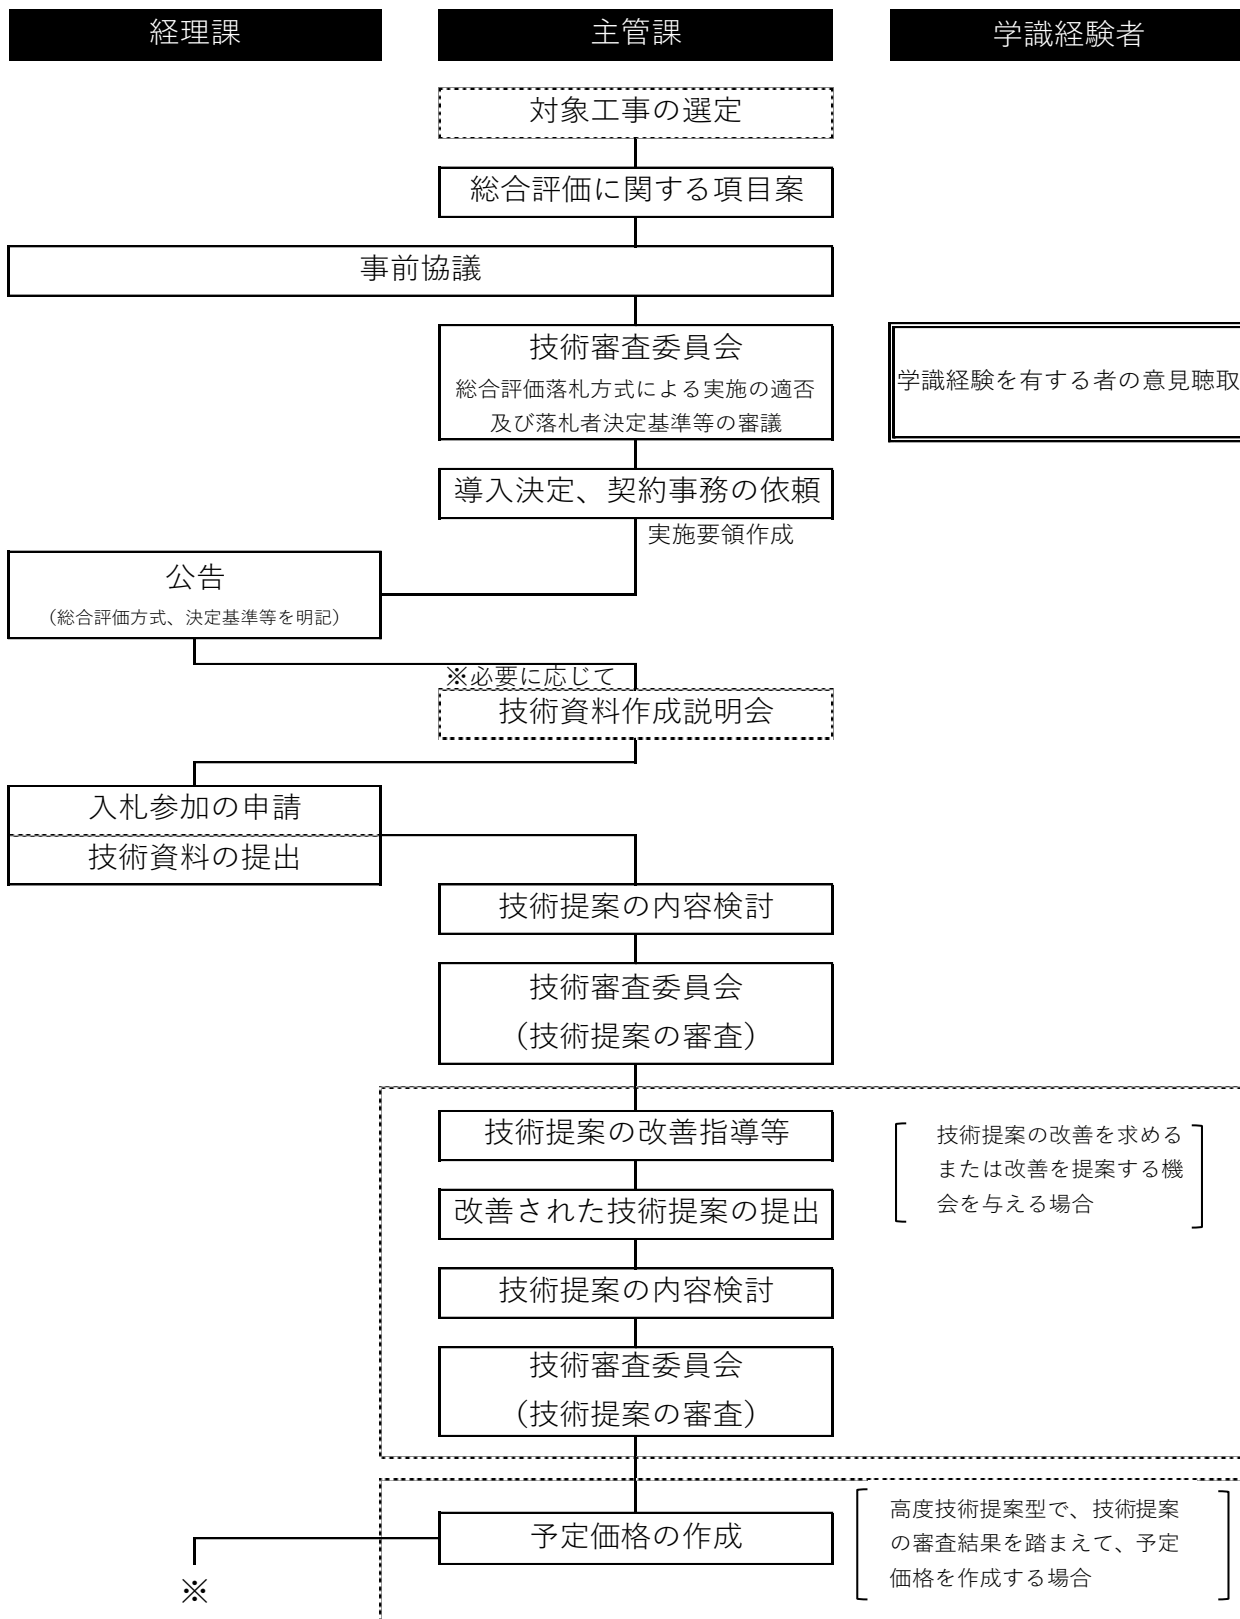 経理課
主管課
学識経験者
対象工事の選定
総合評価に関する項目案
事前協議
技術審査委員会
総合評価落札方式による実施の適否
及び落札者決定基準等の審議
学識経験を有する者の意見聴取
導入決定、契約事務の依頼
実施要領作成
公告
（総合評価方式、決定基準等を明記）
※必要に応じて
技術資料作成説明会
入札参加の申請
技術資料の提出
技術提案の内容検討
技術審査委員会
（技術提案の審査）
技術提案の改善指導等
技術提案の改善を求める
または改善を提案する機
会を与える場合
改善された技術提案の提出
技術提案の内容検討
技術審査委員会
（技術提案の審査）
予定価格の作成
高度技術提案型で、技術提案
の審査結果を踏まえて、予定
価格を作成する場合
※